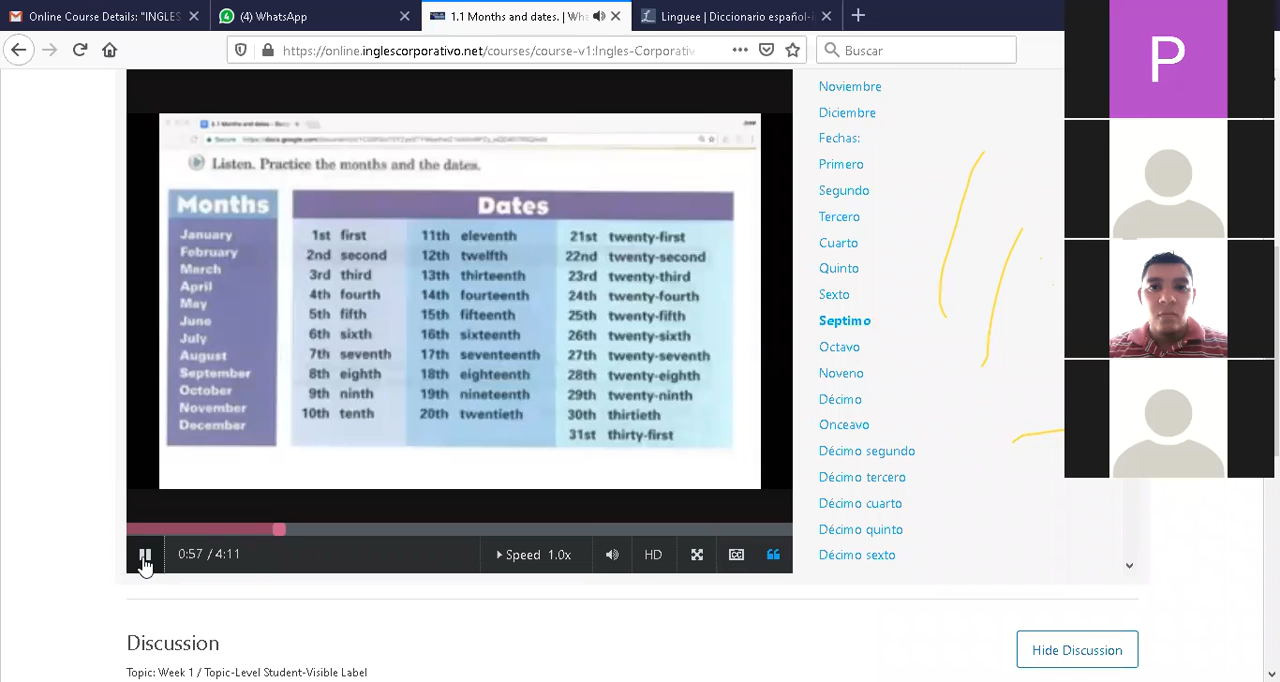 Online Course Details: "INGLES
(4) WhatsApp
1.1 Months and dates. | Wha
Linguee | Diccionario español-i
https://online.inglescorporativo.net/courses/course-v1:Ingles-Corporativ
Buscar
P
Listen. Practice the months and the dates.
Months
January
February
March
April
May
June
July
August
September
October
November
December
Dates
1st first
2nd second
3rd third
4th fourth
5th fifth
6th sixth
7th seventh
8th eighth
9th ninth
10th tenth
11th eleventh
12th twelfth
13th thirteenth
14th fourteenth
15th fifteenth
16th sixteenth
17th seventeenth
18th eighteenth
19th nineteenth
20th twentieth
21st twenty-first
22nd twenty-second
23rd twenty-third
24th twenty-fourth
25th twenty-fifth
26th twenty-sixth
27th twenty-seventh
28th twenty-eighth
29th twenty-ninth
30th thirtieth
31st thirty-first
0:57 / 4:11
Speed 1.0x
HD
Noviembre
Diciembre
Fechas:
Primero
Segundo
Tercero
Cuarto
Quinto
Sexto
Septimo
Octavo
Noveno
Décimo
Onceavo
Décimo segundo
Décimo tercero
Décimo cuarto
Décimo quinto
Décimo sexto
Discussion
Hide Discussion
Topic: Week 1 / Topic-Level Student-Visible Label